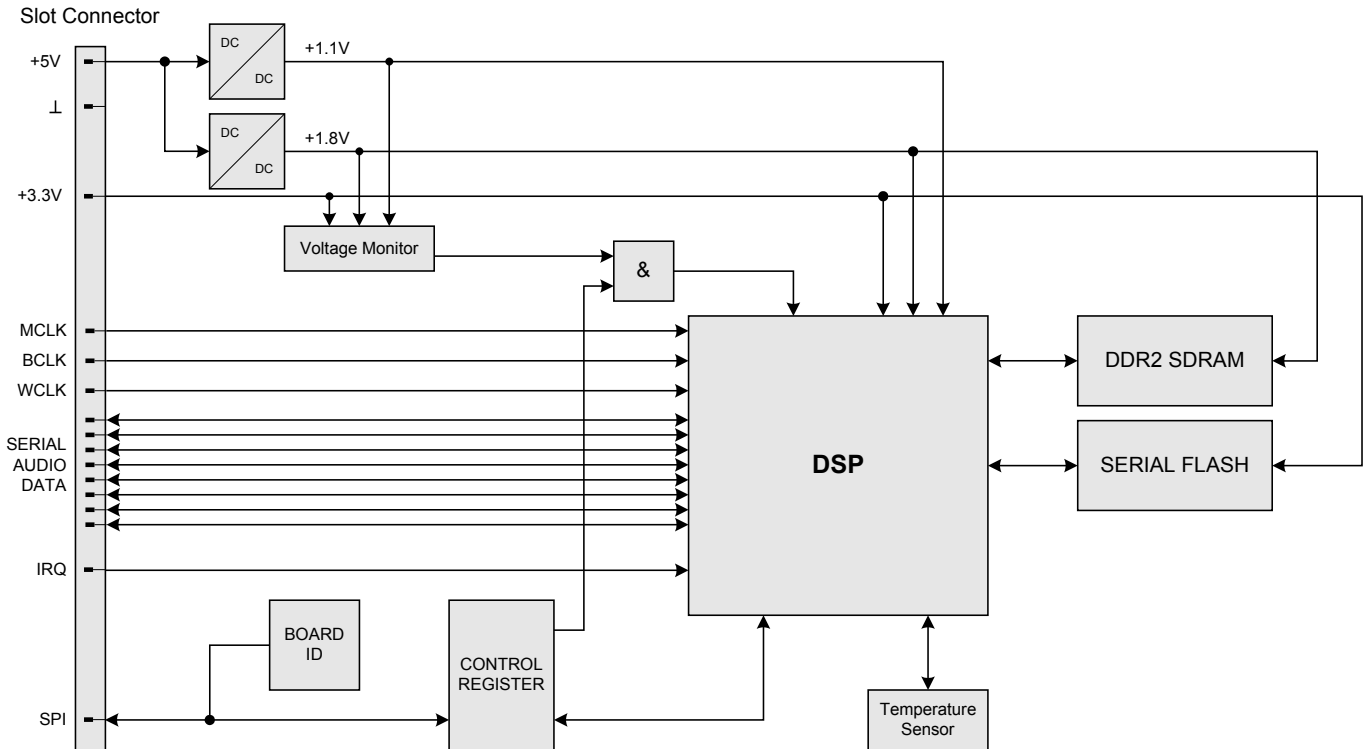 Slot Connector
+5V
DC
DC
+1.1V
⊥
DC
DC
+1.8V
+3.3V
Voltage Monitor
&
MCLK
BCLK
WCLK
DDR2 SDRAM
SERIAL
AUDIO
DATA
DSP
SERIAL FLASH
IRQ
BOARD
ID
CONTROL
REGISTER
SPI
Temperature
Sensor